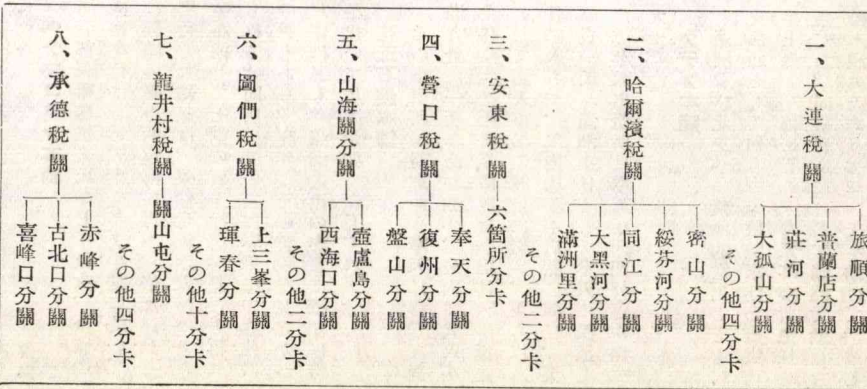 一、大連稅關
旅順分關
普蘭店分關
莊河分關
大孤山分關
その他四分卡
二、哈爾濱稅關
密山分關
綏芬河分關
同江分關
大黑河分關
滿洲里分關
その他二分卡
三、安東稅關
六箇所分卡
四、營口稅關
奉天分關
復州分關
盤山分關
五、山海關分關
壺盧島分關
西海口分關
その他二分卡
六、圖們稅關
上三峯分關
琿春分關
その他十分卡
七、龍井村稅關
關山屯分關
その他四分卡
八、承德稅關
赤峰分關
古北口分關
喜峰口分關